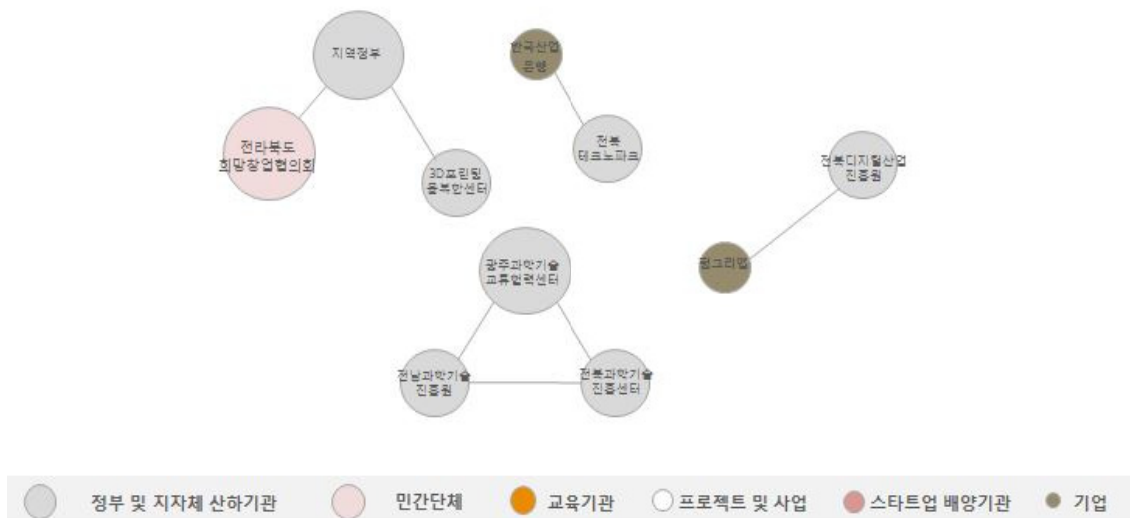 지역정부
한국산업
은행
전라북도
희망창업협의회
3D프린팅
융복합센터
전북
테크노파크
전북디지털산업
진흥원
광주과학기술
교류협력센터
헝그리앱
전남과학기술
진흥원
전북과학기술
진흥센터
정부 및 지자체 산하기관
민간단체
교육기관
프로젝트 및 사업
스타트업 배양기관
기업